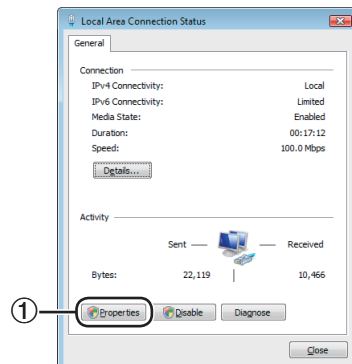 Local Area Connection Status
General
Connection
IPv4 Connectivity: Local
IPv6 Connectivity: Limited
Media State: Enabled
Duration: 00:17:12
Speed: 100.0 Mbps
Details...
Activity
Sent Received
Bytes: 22,119 10,466
① Properties Disable Diagnose
Close